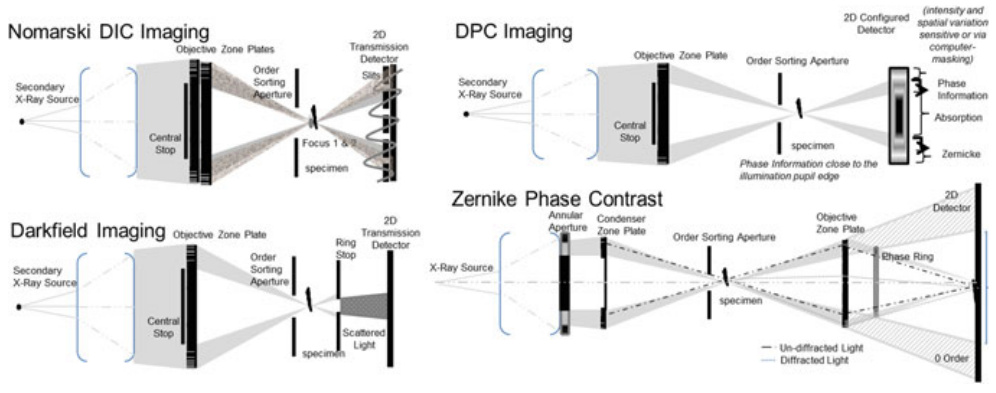 Nomarski DIC Imaging
Objective Zone Plates
2D
Transmission
Detector
Slits
Order
Sorting
Aperture
Secondary
X-Ray Source
Central
Stop
Focus 1 & 2
specimen
DPC Imaging
2D Configured
Detector
(intensity and
spatial variation
sensitive or via
computer-
masking)
Objective Zone Plate
Order Sorting Aperture
Secondary
X-Ray Source
Central
Stop
specimen
Phase
Information
Absorption
Zernicke
Phase Information close to the
illumination pupil edge
Darkfield Imaging
Objective Zone Plate
2D
Transmission
Detector
Ring
Stop
Order
Sorting
Aperture
Secondary
X-Ray Source
Central
Stop
Scattered
Light
specimen
Zernike Phase Contrast
Annular
Aperture
Condenser
Zone Plate
Order Sorting Aperture
Objective
Zone Plate
2D
Detector
X-Ray Source
Phase Ring
specimen
Un-diffracted Light
Diffracted Light
0 Order